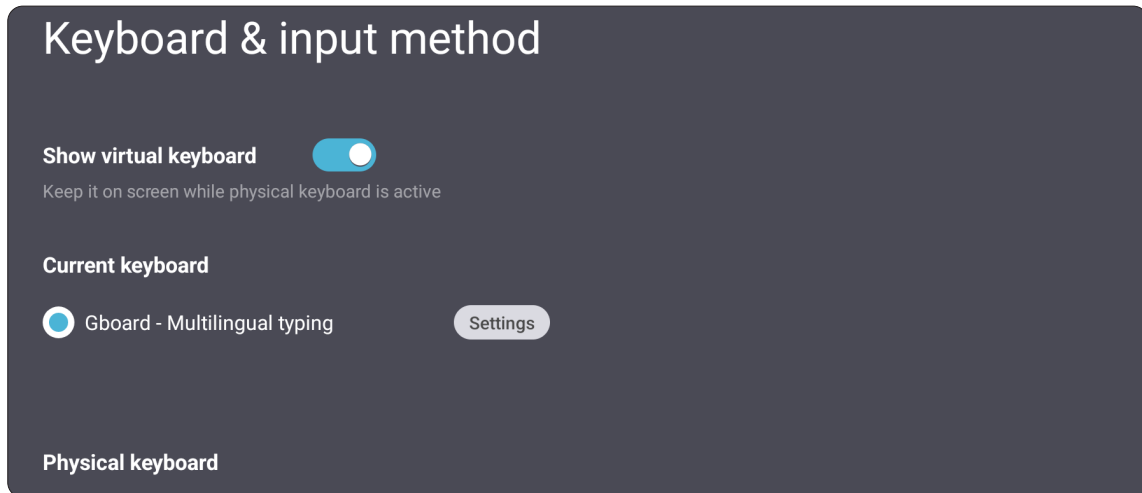 Keyboard & input method
Show virtual keyboard
Keep it on screen while physical keyboard is active
Current keyboard
Gboard - Multilingual typing Settings
Physical keyboard